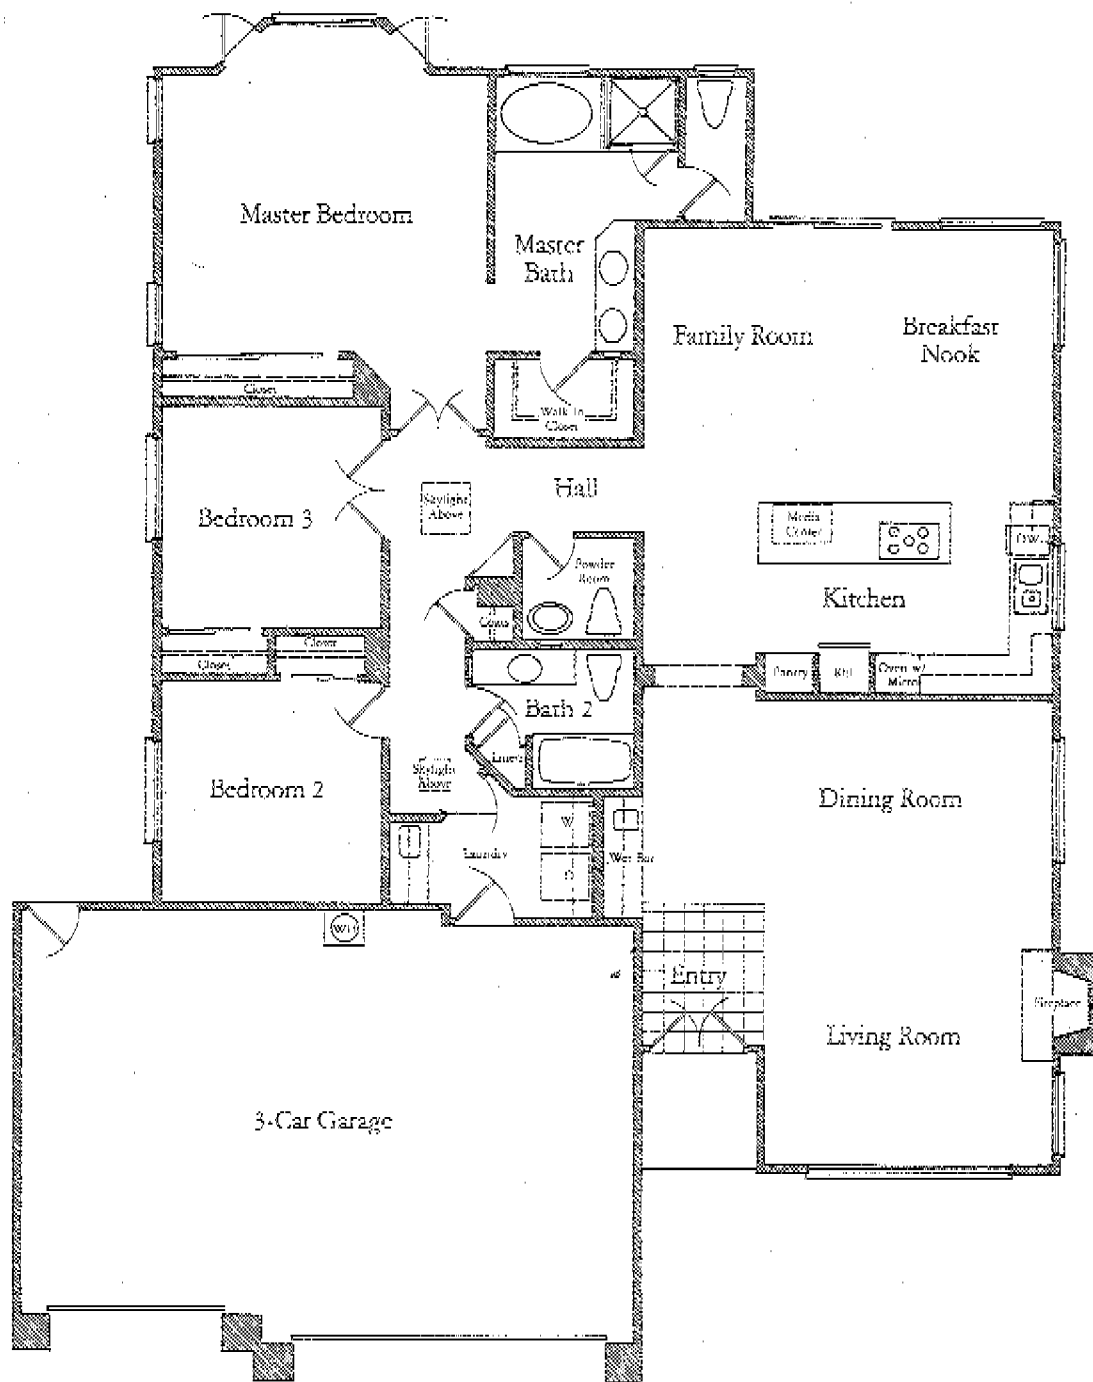 Master Bedroom
Master
Bath
Family Room
Breakfast
Nook
Closet
Walk In
Closet
Hall
Skylight
Above
Bedroom 3
Media
Center
D.W.
Powder
Room
Kitchen
Coats
Closet
Closet
Pantry
Ref.
Oven w/
Micro
Bath 2
Linen
Skylight
Above
Bedroom 2
Dining Room
W
Laundry
D
Wet Bar
WH
Entry
Fireplace
Living Room
3-Car Garage